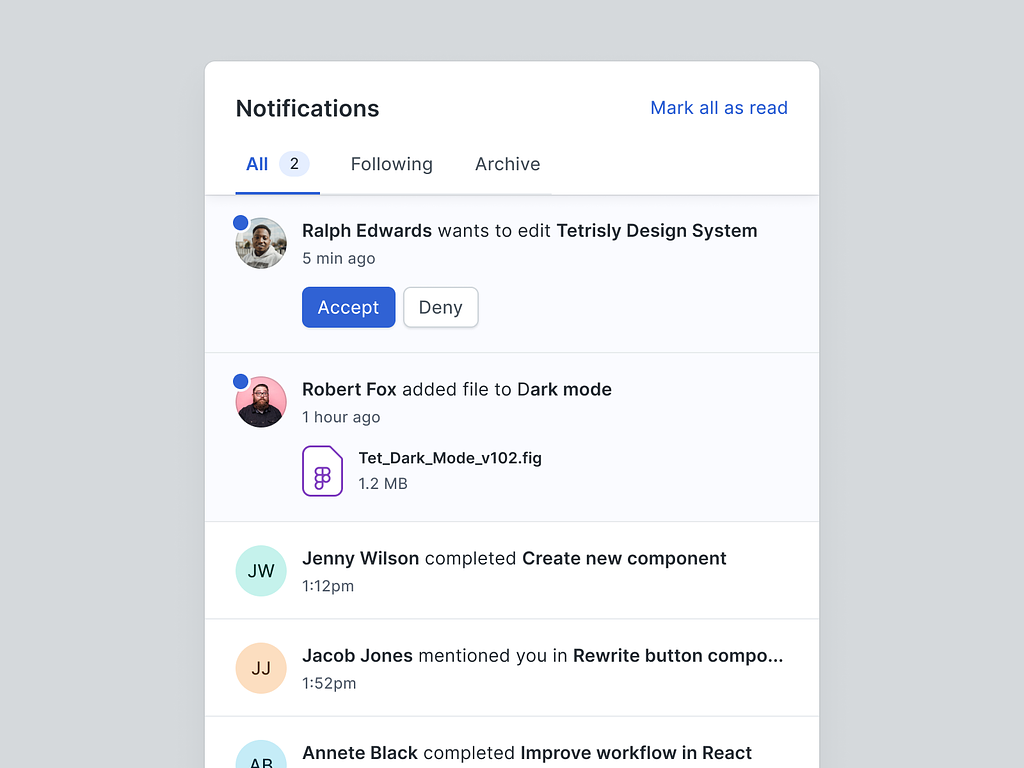 Notifications
Mark all as read
All 2 Following Archive
Ralph Edwards wants to edit Tetrisly Design System
5 min ago
Accept Deny
Robert Fox added file to Dark mode
1 hour ago
Tet_Dark_Mode_v102.fig
1.2 MB
JW
Jenny Wilson completed Create new component
1:12pm
JJ
Jacob Jones mentioned you in Rewrite button compo...
1:52pm
AB
Annete Black completed Improve workflow in React